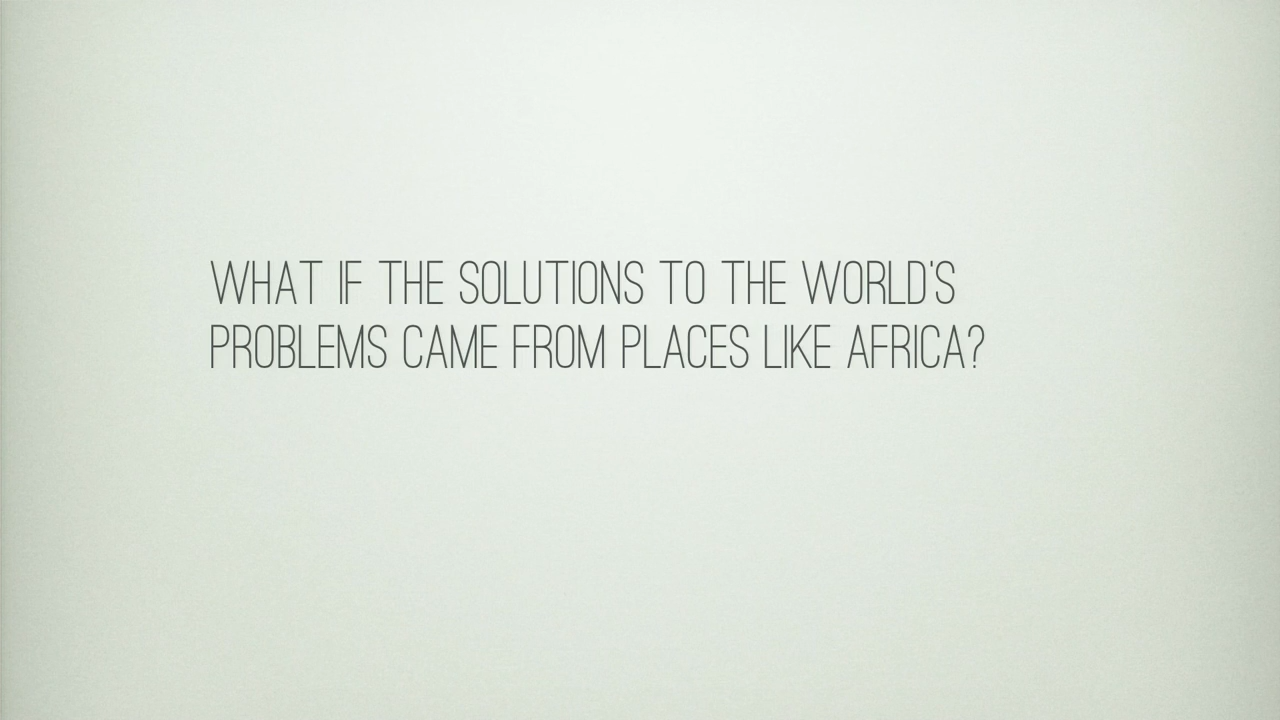 WHAT IF THE SOLUTIONS TO THE WORLD'S
PROBLEMS CAME FROM PLACES LIKE AFRICA?